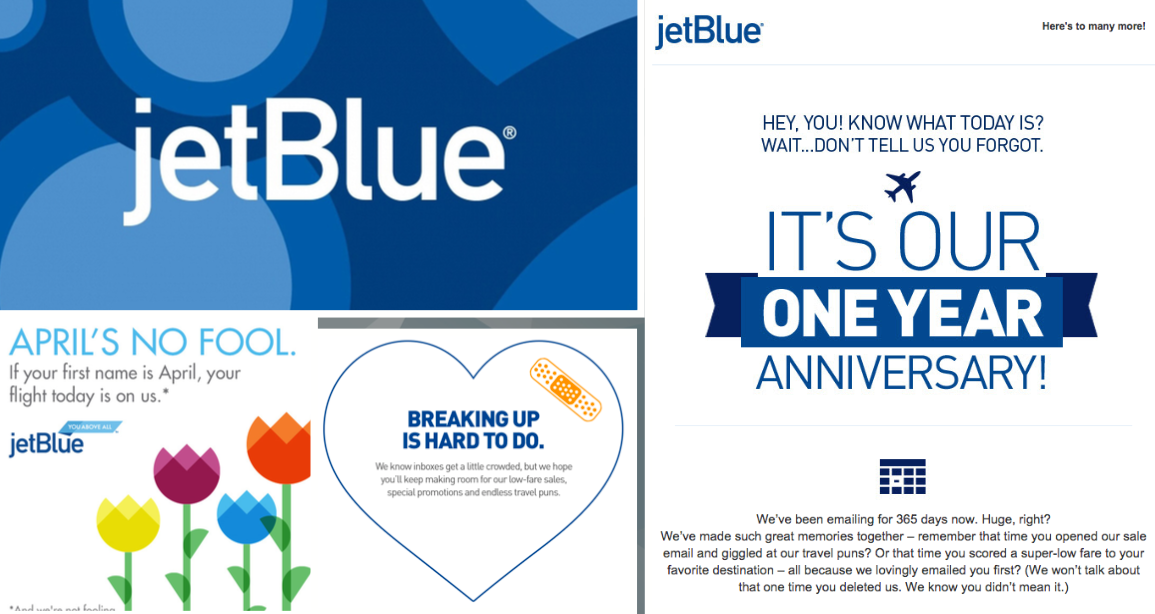 jetBlue®
APRIL'S NO FOOL.
If your first name is April, your
flight today is on us.*
YOU ABOVE ALL
jetBlue
*And we're not feeling
BREAKING UP
IS HARD TO DO.
We know inboxes get a little crowded, but we hope
you'll keep making room for our low-fare sales,
special promotions and endless travel puns.
jetBlue®
Here's to many more!
HEY, YOU! KNOW WHAT TODAY IS?
WAIT...DON'T TELL US YOU FORGOT.
IT'S OUR
ONE YEAR
ANNIVERSARY!
We've been emailing for 365 days now. Huge, right?
We've made such great memories together – remember that time you opened our sale
email and giggled at our travel puns? Or that time you scored a super-low fare to your
favorite destination – all because we lovingly emailed you first? (We won't talk about
that one time you deleted us. We know you didn't mean it.)